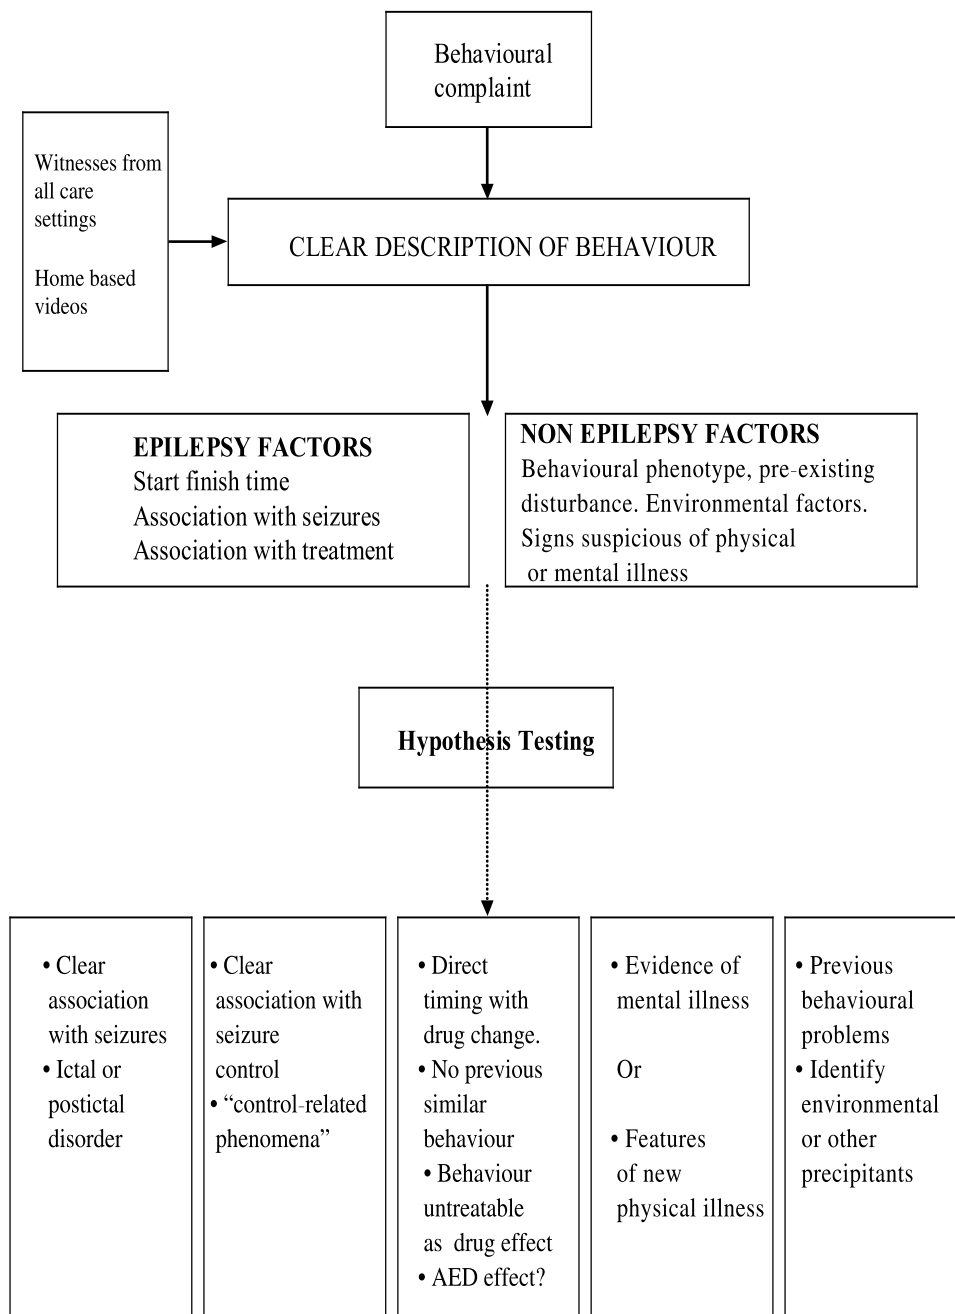 Behavioural
complaint
Witnesses from
all care
settings
Home based
videos
CLEAR DESCRIPTION OF BEHAVIOUR
EPILEPSY FACTORS
Start finish time
Association with seizures
Association with treatment
NON EPILEPSY FACTORS
Behavioural phenotype, pre-existing
disturbance. Environmental factors.
Signs suspicious of physical
or mental illness
Hypothesis Testing
• Clear
association
with seizures
• Ictal or
postictal
disorder
• Clear
association with
seizure
control
• “control-related
phenomena”
• Direct
timing with
drug change.
• No previous
similar
behaviour
• Behaviour
untreatable
as drug effect
• AED effect?
• Evidence of
mental illness
Or
• Features
of new
physical illness
• Previous
behavioural
problems
• Identify
environmental
or other
precipitants